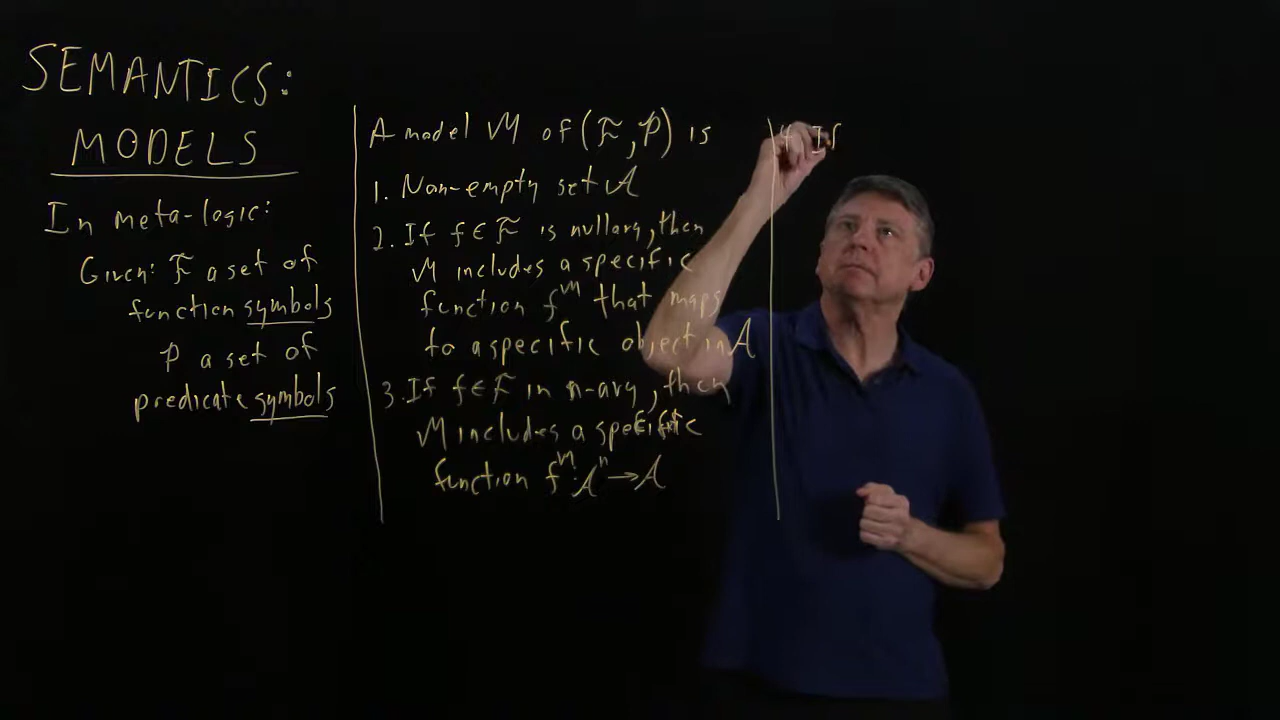 SEMANTICS:
MODELS
In meta-logic:
Given: F a set of
function symbols
P a set of
predicate symbols
A model M of (F, P) is
1. Non-empty set A
2. If f ∈ F is nullary, then
M includes a specific
function f^M that maps
to a specific object in A
3. If f ∈ F in n-ary, then
M includes a specific
function f^M: A^n → A
4. If